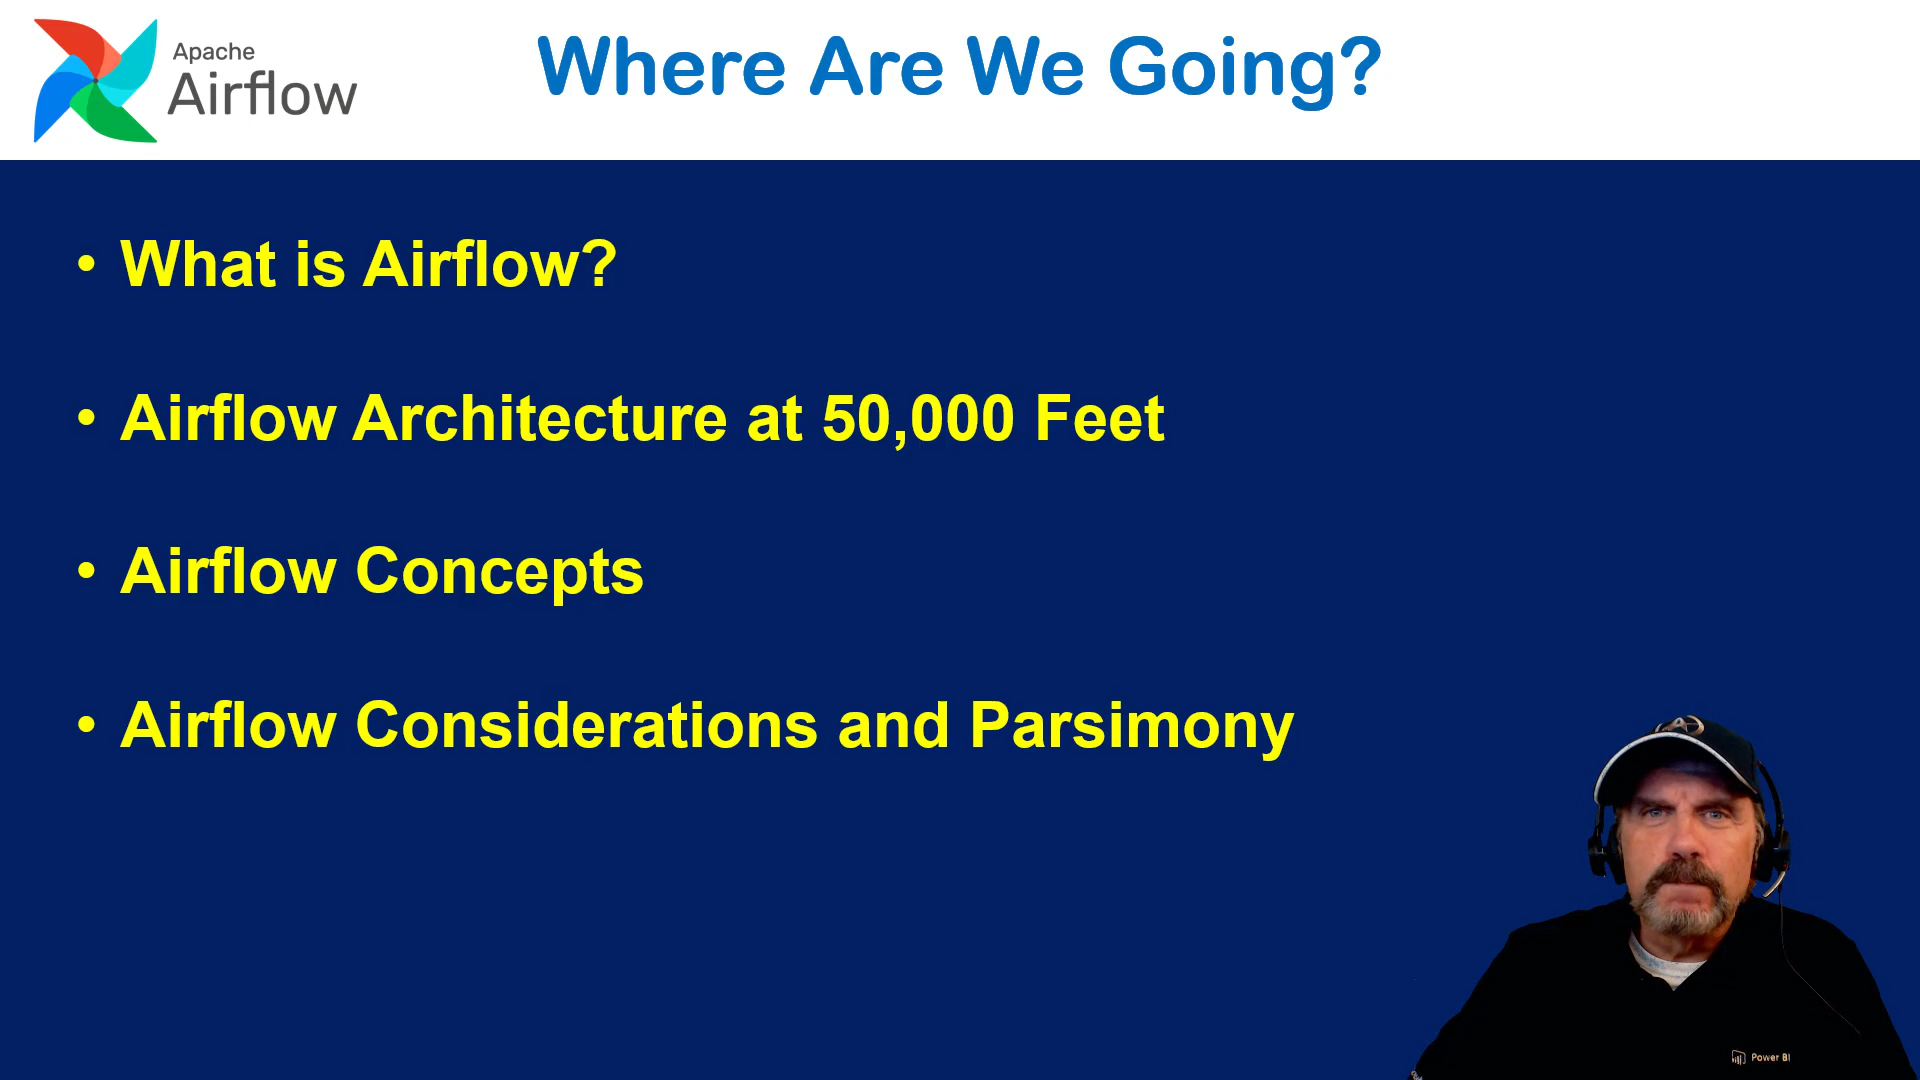 Apache
Airflow
Where Are We Going?
• What is Airflow?
• Airflow Architecture at 50,000 Feet
• Airflow Concepts
• Airflow Considerations and Parsimony
Power BI